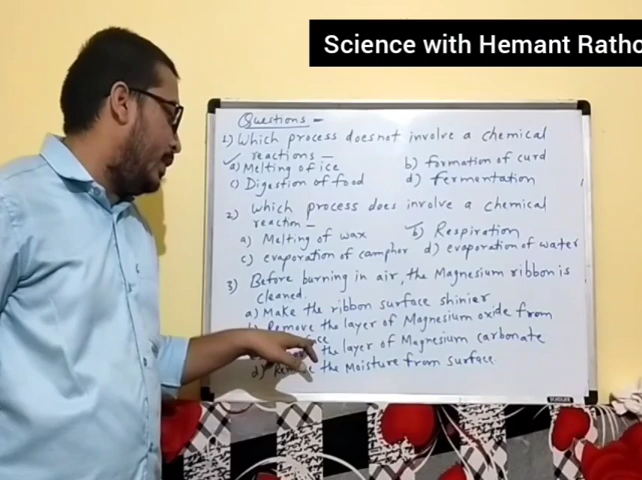 Science with Hemant Ratho
Questions -
1) Which process does not involve a chemical
reactions -
a) Melting of ice b) formation of curd
c) Digestion of food d) fermentation
2) Which process does involve a chemical
reaction -
a) Melting of wax b) Respiration
c) evaporation of campher d) evaporation of water
3) Before burning in air, the Magnesium ribbon is
cleaned.
a) Make the ribbon surface shinier
Remove the layer of Magnesium oxide from
the layer of Magnesium carbonate
d) the Moisture from surface.